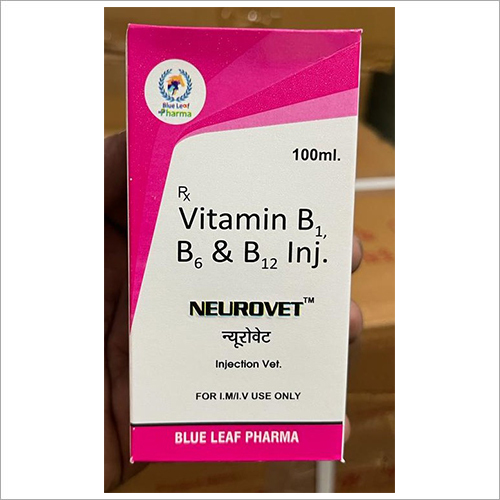 Blue Leaf
Pharma
100ml.
Rx
Vitamin B1,
B6 & B12 Inj.
NEUROVET™
न्यूरोवेट
Injection Vet.
FOR I.M/I.V USE ONLY
BLUE LEAF PHARMA